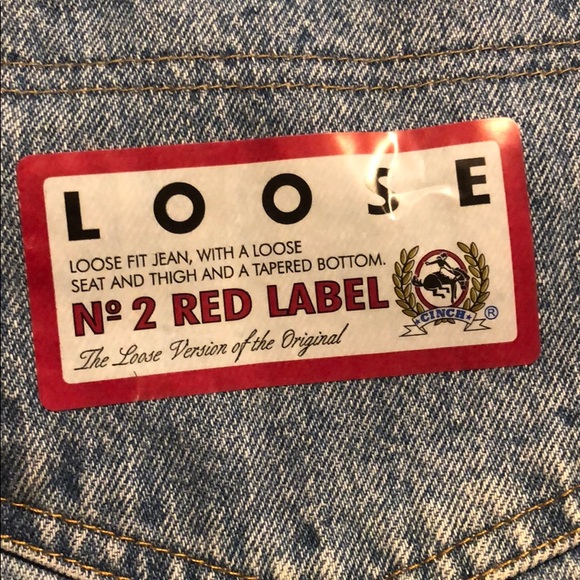 LOOSE
LOOSE FIT JEAN, WITH A LOOSE
SEAT AND THIGH AND A TAPERED BOTTOM.
Nº 2 RED LABEL
The Loose Version of the Original
★CINCH★ ®